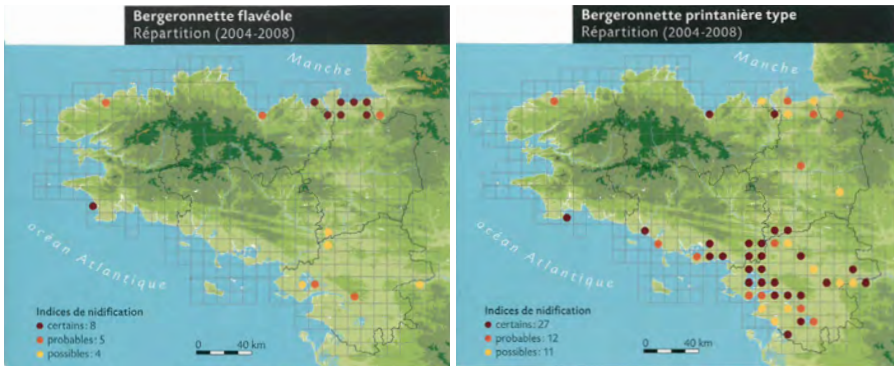 Bergeronnette flavéole
Répartition (2004-2008)
Manche
océan Atlantique
Indices de nidification
certains : 8
probables : 5
possibles : 4
0 40 km
Bergeronnette printanière type
Répartition (2004-2008)
Manche
océan Atlantique
Indices de nidification
certains : 27
probables : 12
possibles : 11
0 40 km